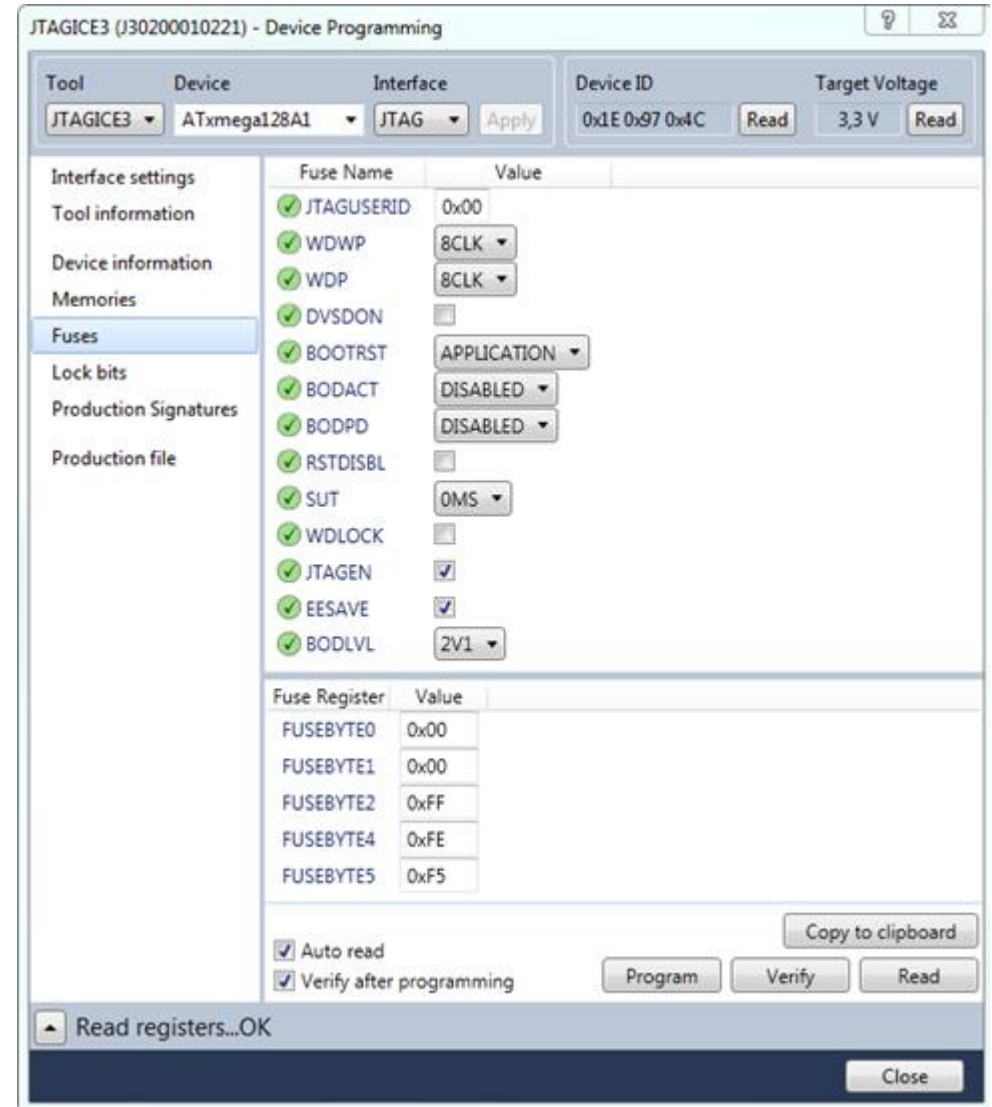 JTAGICE3 (J30200010221) - Device Programming
Tool Device Interface Device ID Target Voltage
JTAGICE3 ATxmega128A1 JTAG Apply 0x1E 0x97 0x4C Read 3,3 V Read
Interface settings
Tool information
Device information
Memories
Fuses
Lock bits
Production Signatures
Production file
Fuse Name Value
JTAGUSERID 0x00
WDWP 8CLK
WDP 8CLK
DVSDON
BOOTRST APPLICATION
BODACT DISABLED
BODPD DISABLED
RSTDISBL
SUT 0MS
WDLOCK
JTAGEN
EESAVE
BODLVL 2V1
Fuse Register Value
FUSEBYTE0 0x00
FUSEBYTE1 0x00
FUSEBYTE2 0xFF
FUSEBYTE4 0xFE
FUSEBYTE5 0xF5
Copy to clipboard
Auto read
Verify after programming Program Verify Read
Read registers...OK
Close